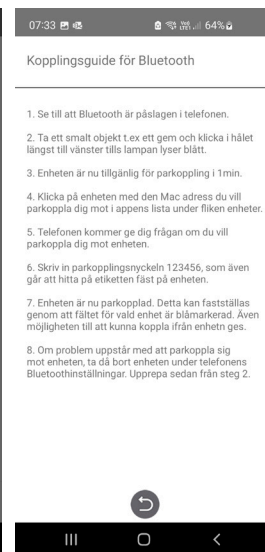 07:33
64%
Kopplingsguide för Bluetooth
1. Se till att Bluetooth är påslagen i telefonen.
2. Ta ett smalt objekt t.ex ett gem och klicka i hålet
längst till vänster tills lampan lyser blått.
3. Enheten är nu tillgänlig för parkoppling i 1min.
4. Klicka på enheten med den Mac adress du vill
parkoppla dig mot i appens lista under fliken enheter.
5. Telefonen kommer ge dig frågan om du vill
parkoppla dig mot enheten.
6. Skriv in parkopplingsnyckeln 123456, som även
går att hitta på etiketten fäst på enheten.
7. Enheten är nu parkopplad. Detta kan fastställas
genom att fältet för vald enhet är blåmarkerad. Även
möjligheten till att kunna koppla ifrån enhetn ges.
8. Om problem uppstår med att parkoppla sig
mot enheten, ta då bort enheten under telefonens
Bluetoothinställningar. Upprepa sedan från steg 2.